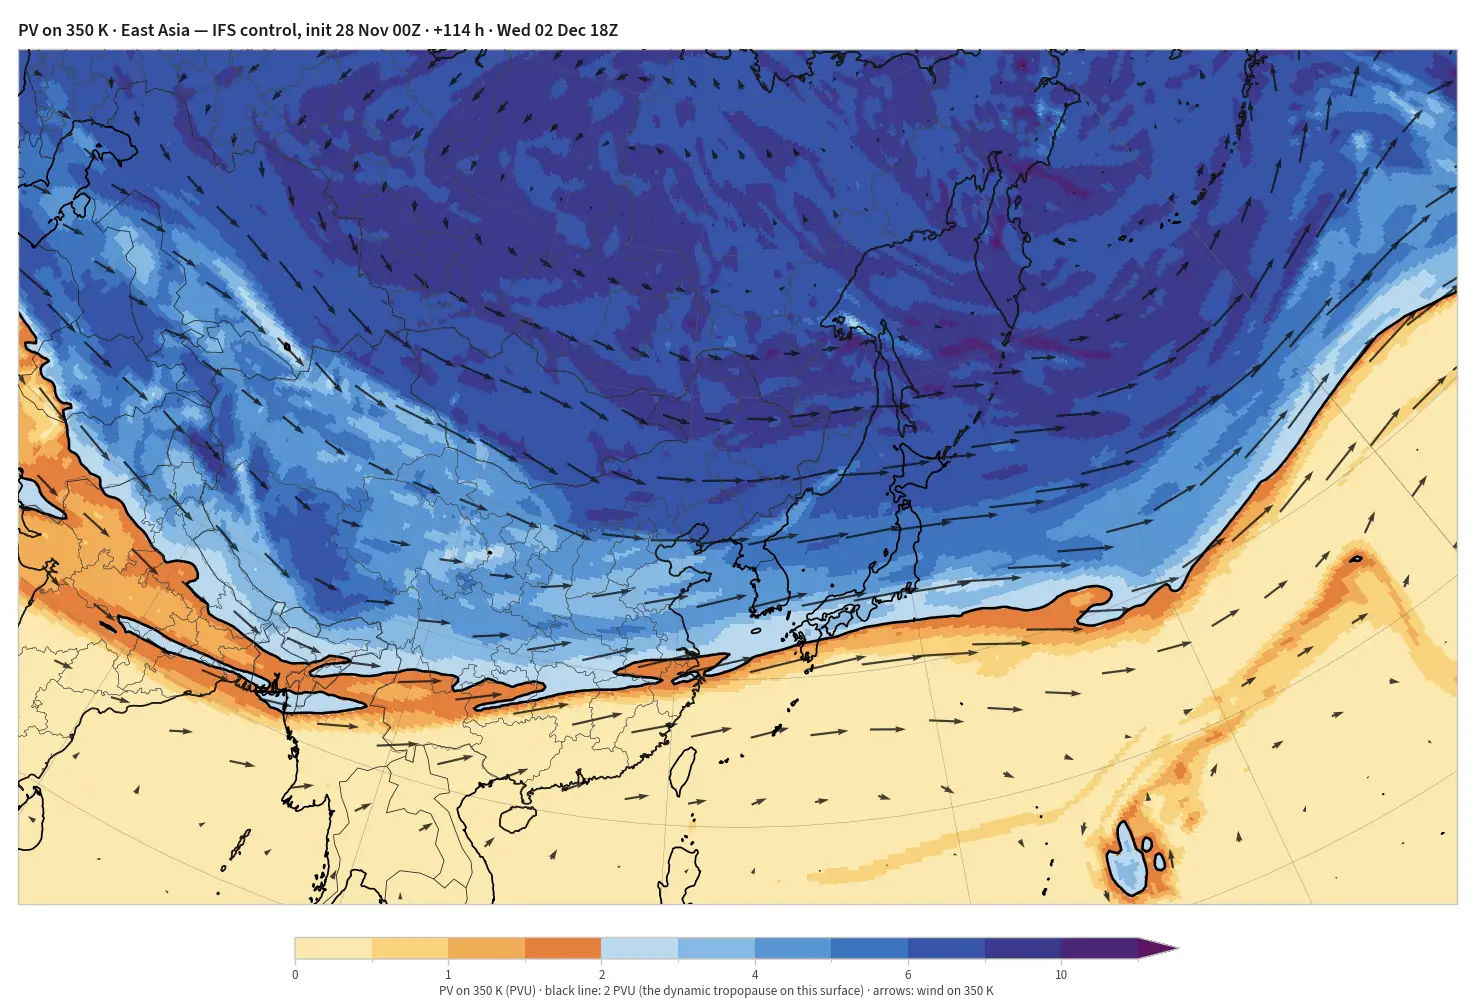 PV on 350 K · East Asia — IFS control, init 28 Nov 00Z · +114 h · Wed 02 Dec 18Z
0 1 2 4 6 10
PV on 350 K (PVU) · black line: 2 PVU (the dynamic tropopause on this surface) · arrows: wind on 350 K